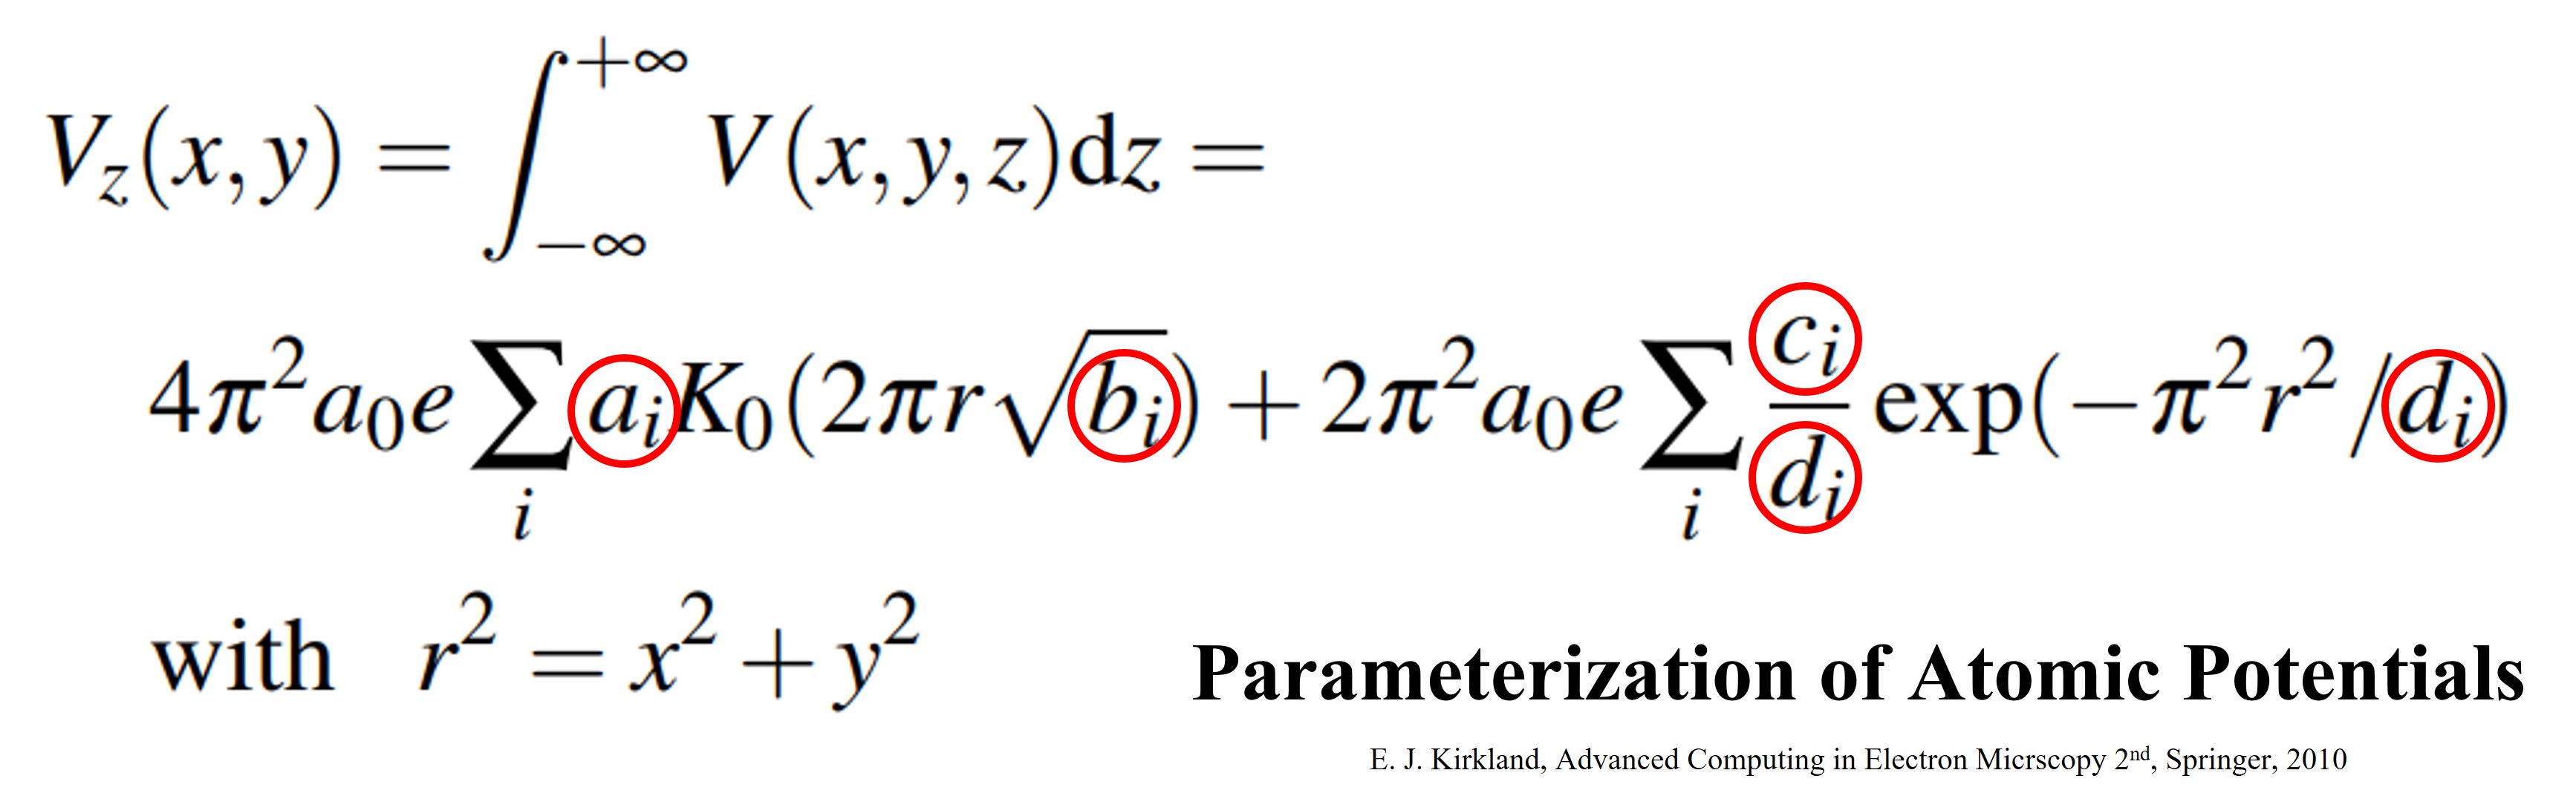 V_z(x,y) = ∫_{-∞}^{+∞} V(x,y,z)dz =
4π²a₀e ∑_i a_i K₀(2πr√b_i) + 2π²a₀e ∑_i c_i/d_i exp(−π²r²/d_i)
with r² = x² + y²
Parameterization of Atomic Potentials
E. J. Kirkland, Advanced Computing in Electron Micrscopy 2nd, Springer, 2010